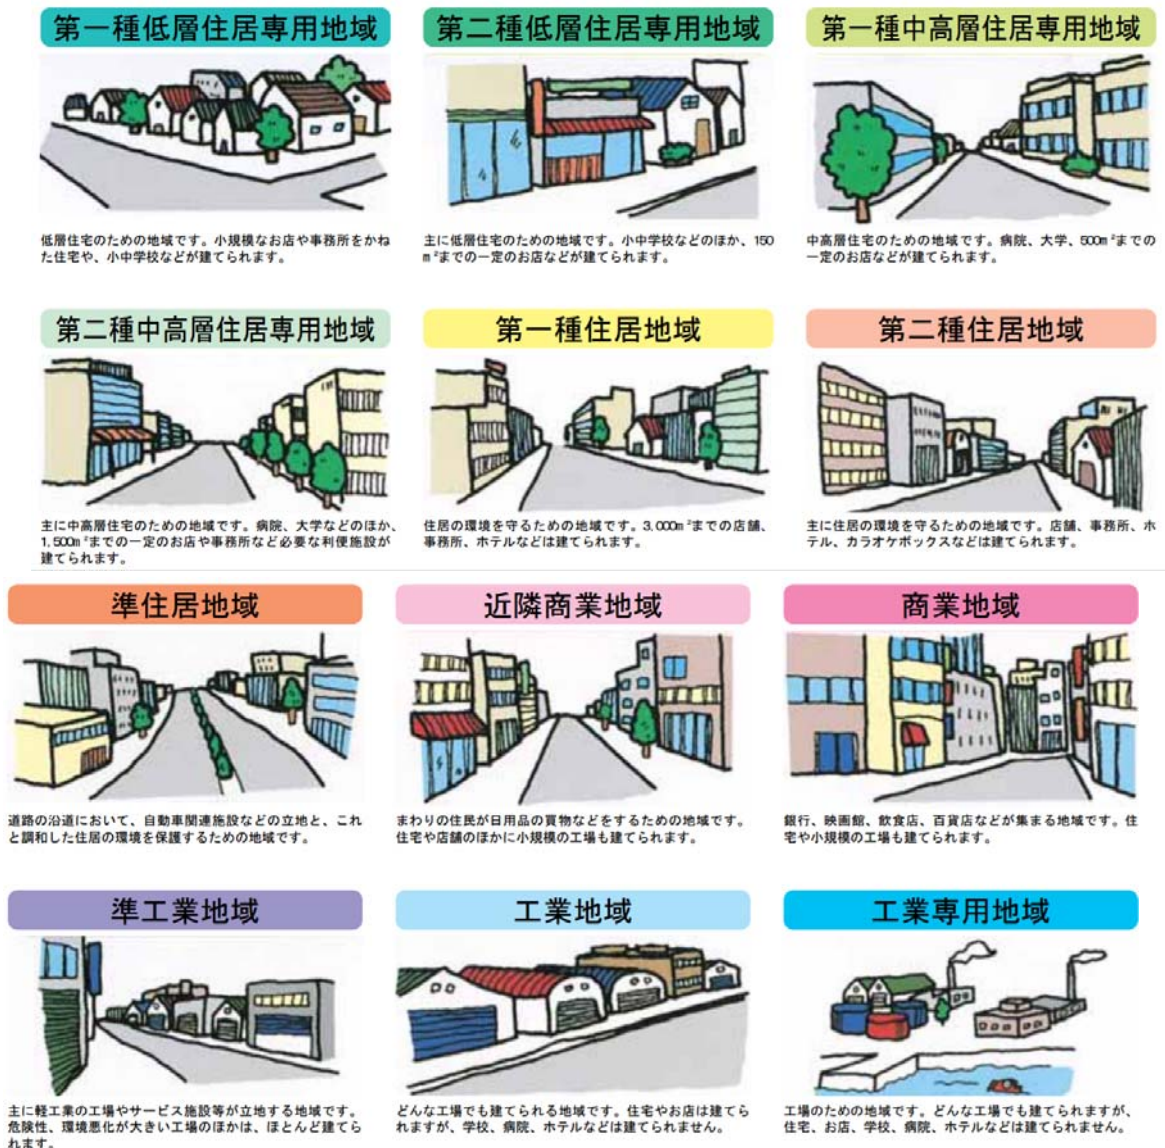 第一種低層住居専用地域
低層住宅のための地域です。小規模なお店や事務所をかね
た住宅や、小中学校などが建てられます。
第二種低層住居専用地域
主に低層住宅のための地域です。小中学校などのほか、150
㎡までの一定のお店などが建てられます。
第一種中高層住居専用地域
中高層住宅のための地域です。病院、大学、500㎡までの
一定のお店などが建てられます。
第二種中高層住居専用地域
主に中高層住宅のための地域です。病院、大学などのほか、
1,500㎡までの一定のお店や事務所など必要な利便施設が
建てられます。
第一種住居地域
住居の環境を守るための地域です。3,000㎡までの店舗、
事務所、ホテルなどは建てられます。
第二種住居地域
主に住居の環境を守るための地域です。店舗、事務所、ホ
テル、カラオケボックスなどは建てられます。
準住居地域
道路の沿道において、自動車関連施設などの立地と、これ
と調和した住居の環境を保護するための地域です。
近隣商業地域
まわりの住民が日用品の買物などをするための地域です。
住宅や店舗のほかに小規模の工場も建てられます。
商業地域
銀行、映画館、飲食店、百貨店などが集まる地域です。住
宅や小規模の工場も建てられます。
準工業地域
主に軽工業の工場やサービス施設等が立地する地域です。
危険性、環境悪化が大きい工場のほかは、ほとんど建てら
れます。
工業地域
どんな工場でも建てられる地域です。住宅やお店は建てら
れますが、学校、病院、ホテルなどは建てられません。
工業専用地域
工場のための地域です。どんな工場でも建てられますが、
住宅、お店、学校、病院、ホテルなどは建てられません。